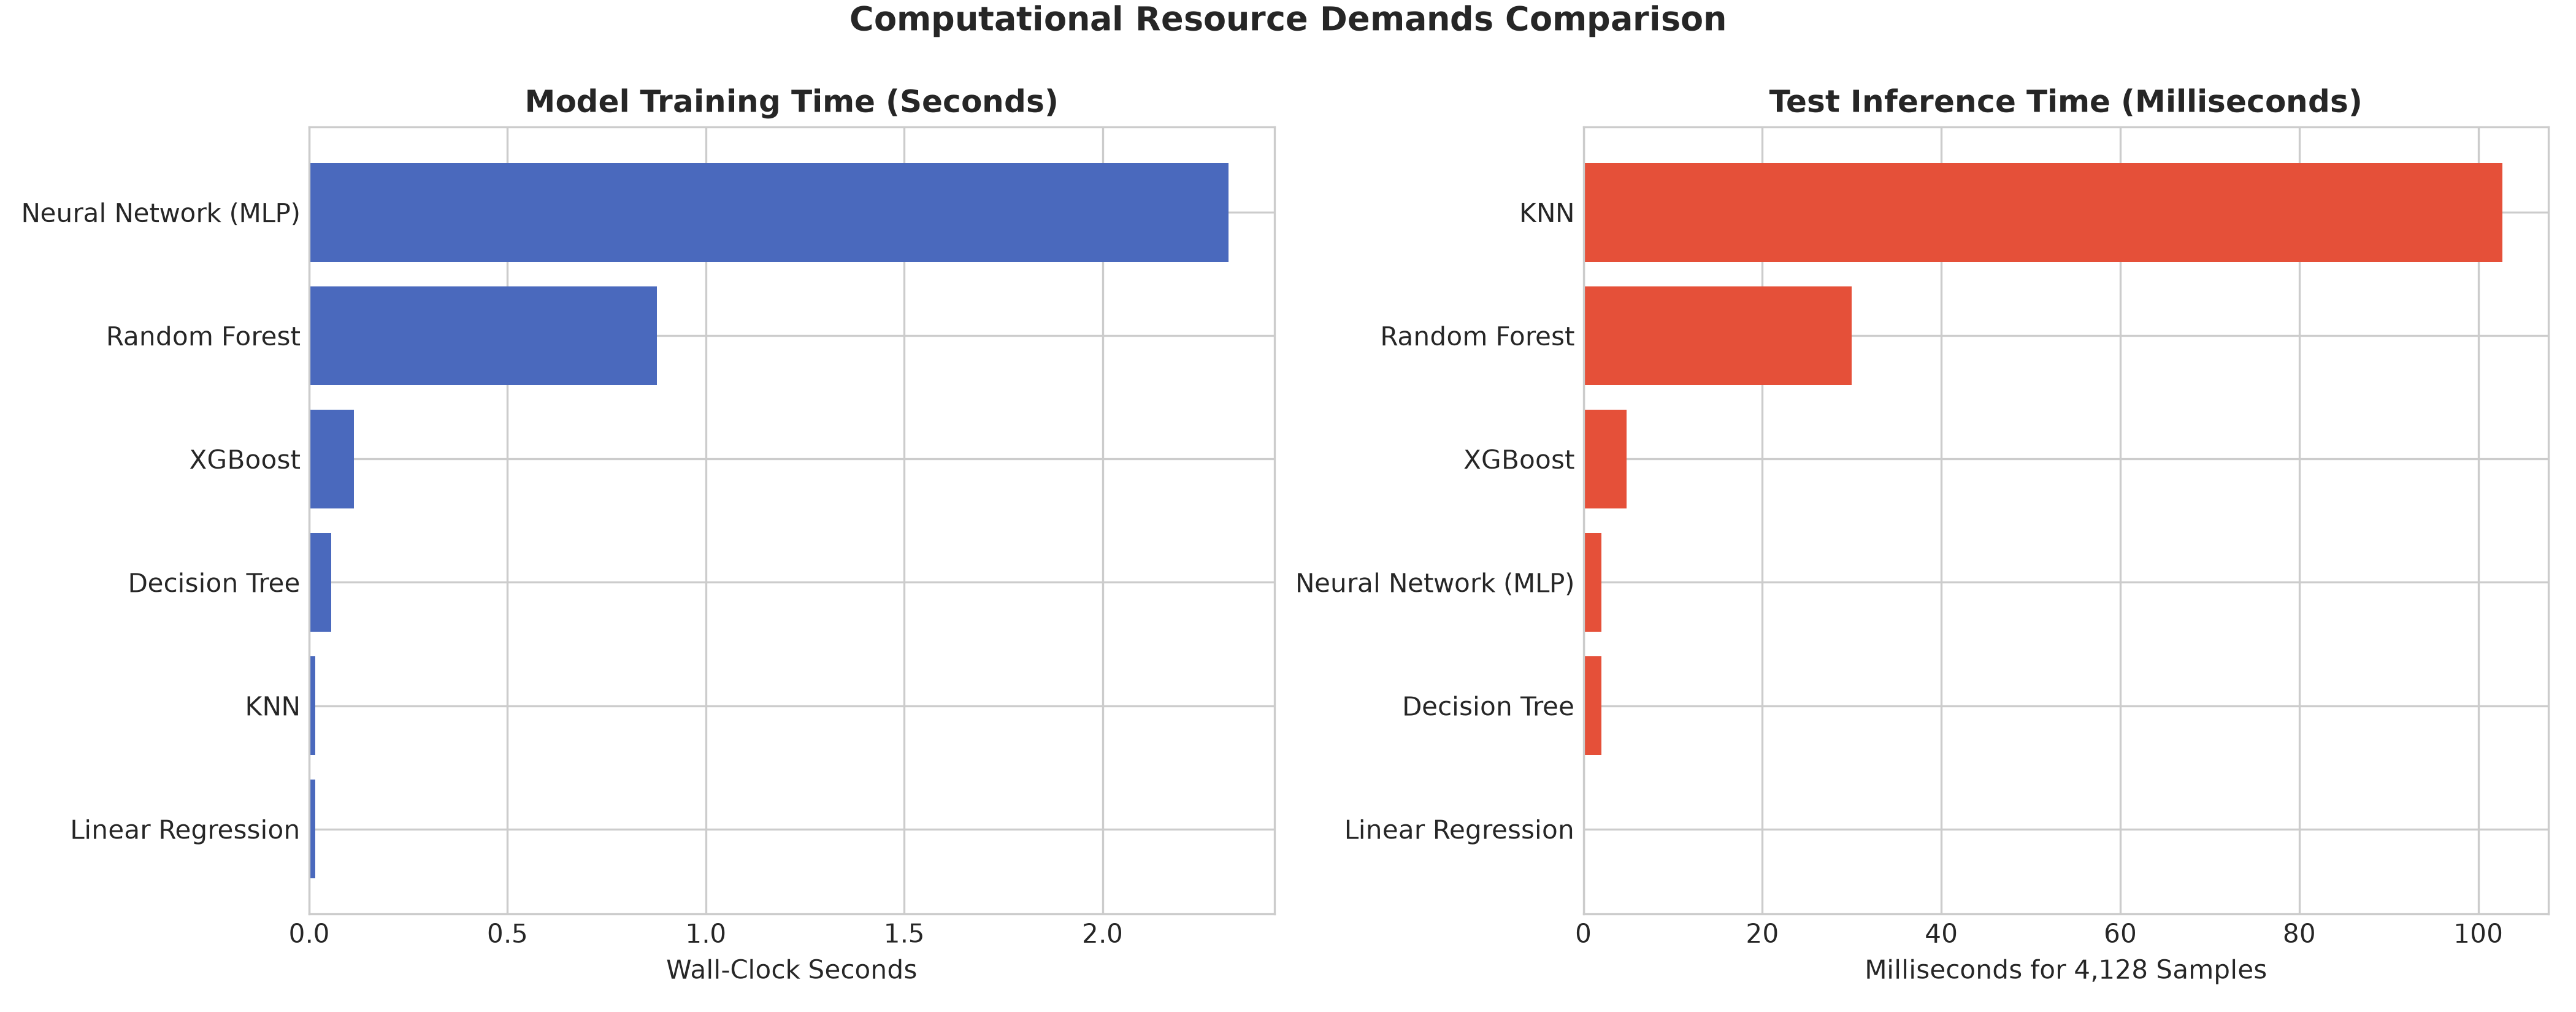 Computational Resource Demands Comparison
Model Training Time (Seconds)
Neural Network (MLP)
Random Forest
XGBoost
Decision Tree
KNN
Linear Regression
0.0 0.5 1.0 1.5 2.0
Wall-Clock Seconds
Test Inference Time (Milliseconds)
KNN
Random Forest
XGBoost
Neural Network (MLP)
Decision Tree
Linear Regression
0 20 40 60 80 100
Milliseconds for 4,128 Samples